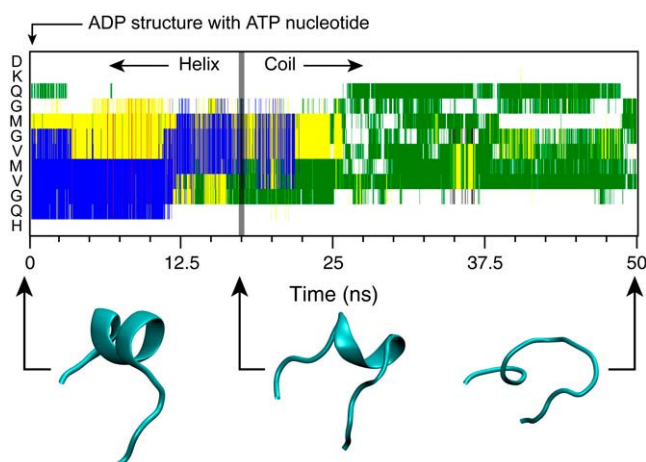 ADP structure with ATP nucleotide
Helix Coil
D
K
Q
G
M
G
V
M
V
G
Q
H
0 12.5 25 37.5 50
Time (ns)